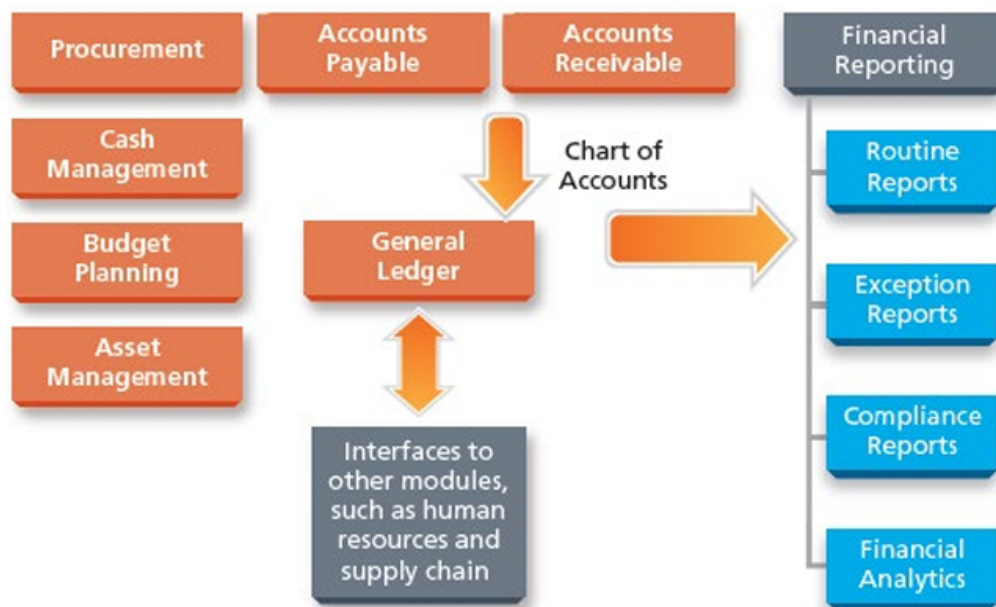 Procurement
Accounts
Payable
Accounts
Receivable
Financial
Reporting
Cash
Management
Chart of
Accounts
Routine
Reports
Budget
Planning
General
Ledger
Exception
Reports
Asset
Management
Interfaces to
other modules,
such as human
resources and
supply chain
Compliance
Reports
Financial
Analytics